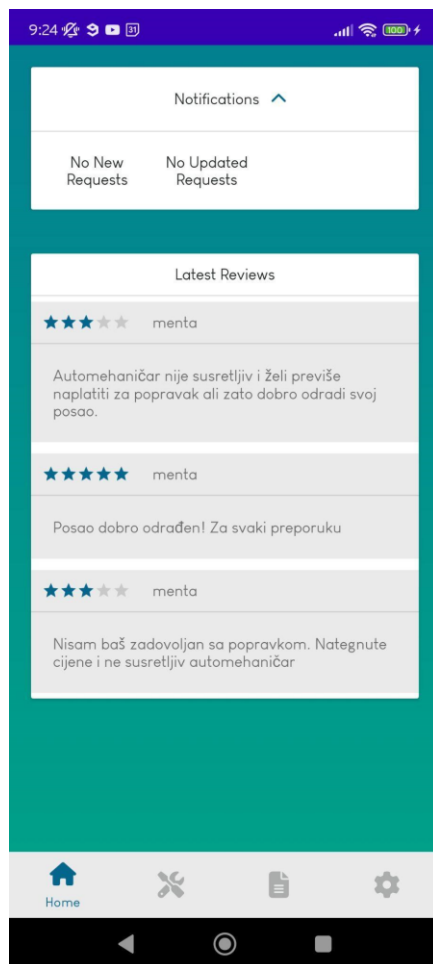 9:24
31
100
Notifications
No New
Requests
No Updated
Requests
Latest Reviews
menta
Automehaničar nije susretljiv i želi previše
naplatiti za popravak ali zato dobro odradi svoj
posao.
menta
Posao dobro odrađen! Za svaki preporuku
menta
Nisam baš zadovoljan sa popravkom. Nategnute
cijene i ne susretljiv automehaničar
Home